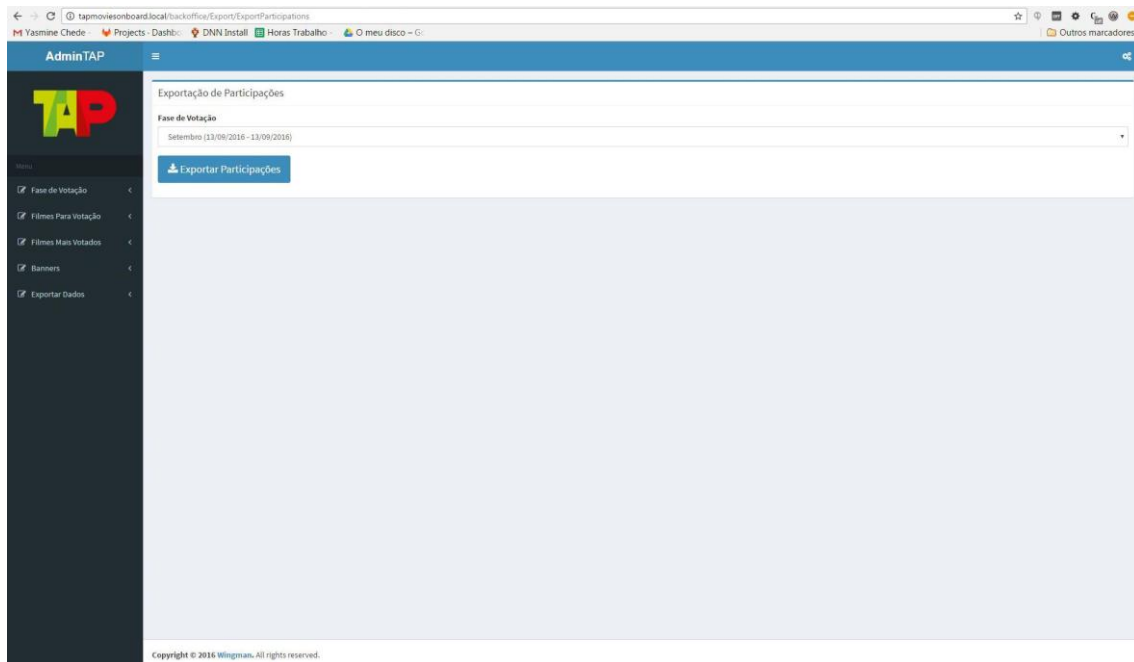 tapmoviesonboard.local/backoffice/Export/ExportParticipations
Yasmine Chede -
Projects · Dashbo
DNN Install
Horas Trabalho -
O meu disco – G
Outros marcadores
AdminTAP
TAP
Exportação de Participações
Fase de Votação
Setembro (13/09/2016 - 13/09/2016)
Exportar Participações
Menu
Fase de Votação
Filmes Para Votação
Filmes Mais Votados
Banners
Exportar Dados
Copyright © 2016 Wingman. All rights reserved.